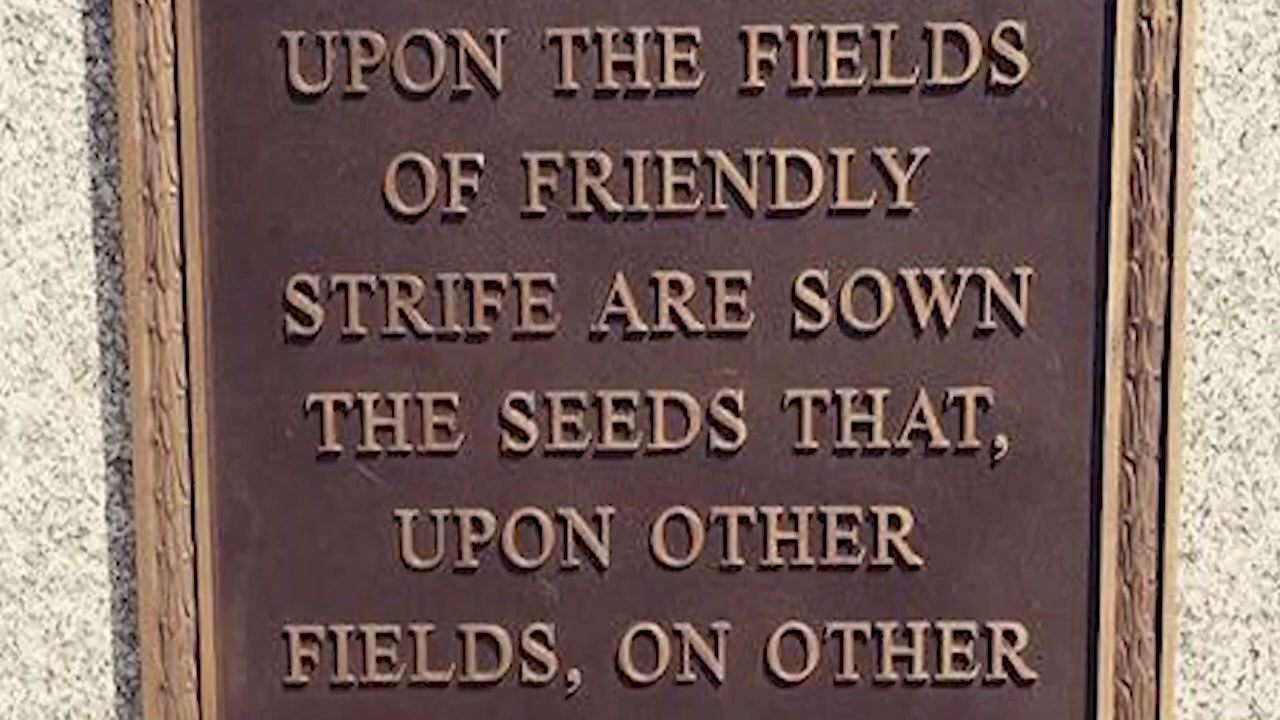 UPON THE FIELDS
OF FRIENDLY
STRIFE ARE SOWN
THE SEEDS THAT,
UPON OTHER
FIELDS, ON OTHER